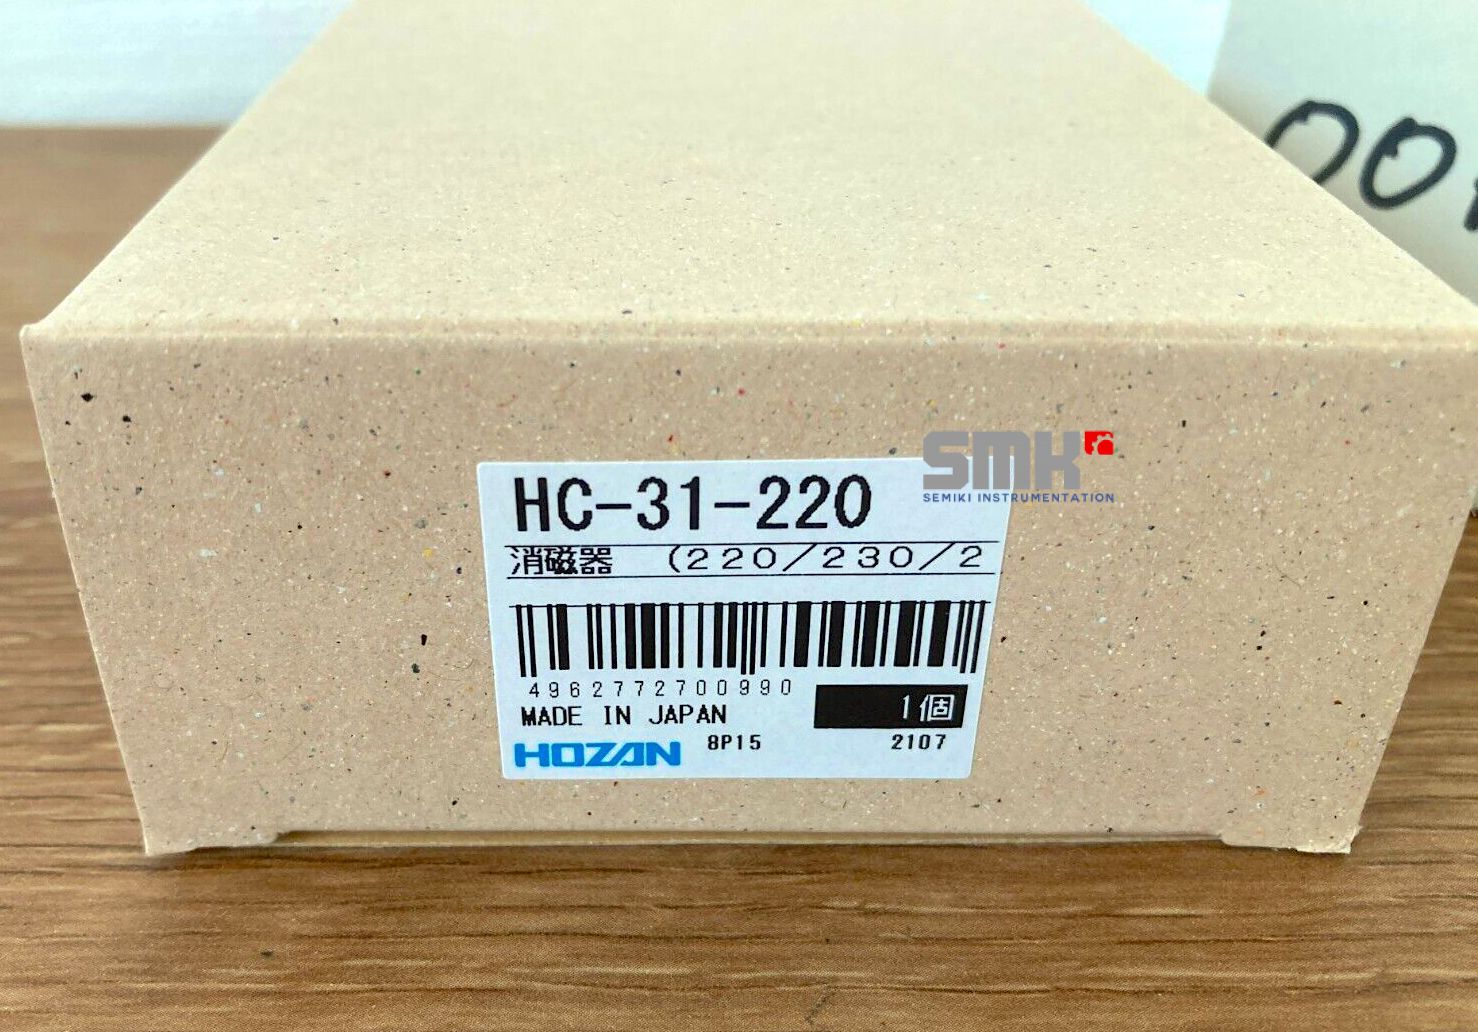 SMK
SEMIKI INSTRUMENTATION
HC-31-220
消磁器 (220/230/2
4962772700990
1個
MADE IN JAPAN
HOZAN 8P15 2107
00